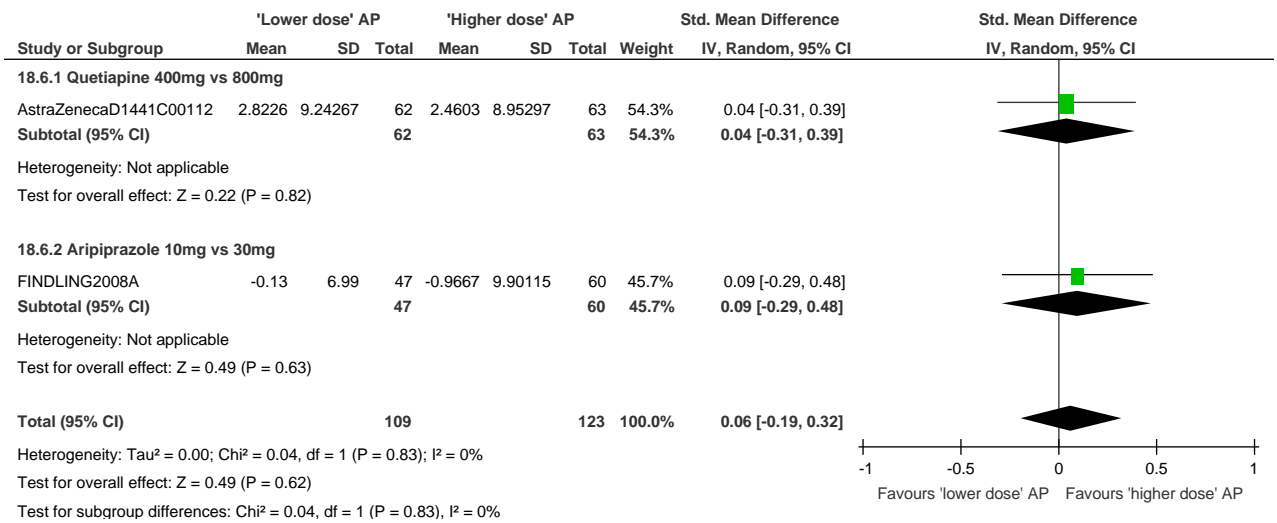 'Lower dose' AP 'Higher dose' AP Std. Mean Difference Std. Mean Difference
Study or Subgroup Mean SD Total Mean SD Total Weight IV, Random, 95% CI IV, Random, 95% CI
18.6.1 Quetiapine 400mg vs 800mg
AstraZenecaD1441C00112 2.8226 9.24267 62 2.4603 8.95297 63 54.3% 0.04 [-0.31, 0.39]
Subtotal (95% CI) 62 63 54.3% 0.04 [-0.31, 0.39]
Heterogeneity: Not applicable
Test for overall effect: Z = 0.22 (P = 0.82)
18.6.2 Aripiprazole 10mg vs 30mg
FINDLING2008A -0.13 6.99 47 -0.9667 9.90115 60 45.7% 0.09 [-0.29, 0.48]
Subtotal (95% CI) 47 60 45.7% 0.09 [-0.29, 0.48]
Heterogeneity: Not applicable
Test for overall effect: Z = 0.49 (P = 0.63)
Total (95% CI) 109 123 100.0% 0.06 [-0.19, 0.32]
Heterogeneity: Tau² = 0.00; Chi² = 0.04, df = 1 (P = 0.83); I² = 0%
Test for overall effect: Z = 0.49 (P = 0.62)
Test for subgroup differences: Chi² = 0.04, df = 1 (P = 0.83), I² = 0%
-1 -0.5 0 0.5 1
Favours 'lower dose' AP Favours 'higher dose' AP